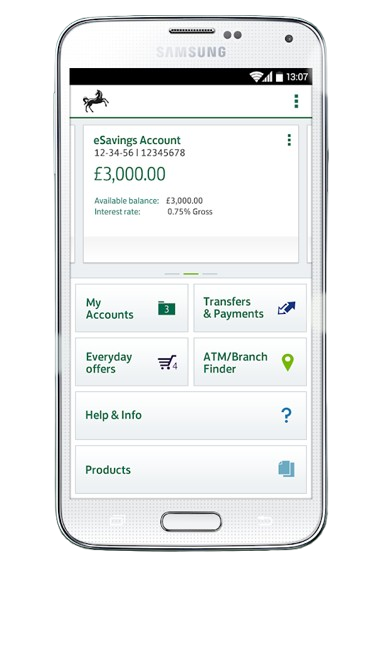 SAMSUNG
13:07
eSavings Account
12-34-56 | 12345678
£3,000.00
Available balance: £3,000.00
Interest rate: 0.75% Gross
My
Accounts
3
Transfers
& Payments
Everyday
offers
4
ATM/Branch
Finder
Help & Info
?
Products